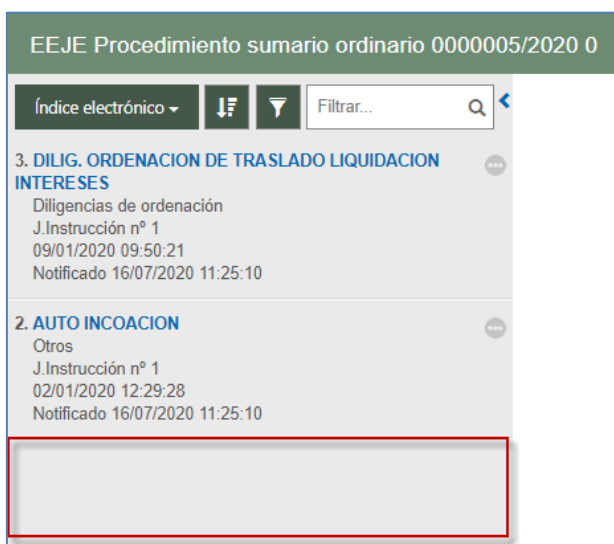 EEJE Procedimiento sumario ordinario 0000005/2020 0
Índice electrónico
Filtrar...
3. DILIG. ORDENACION DE TRASLADO LIQUIDACION
INTERESES
Diligencias de ordenación
J.Instrucción nº 1
09/01/2020 09:50:21
Notificado 16/07/2020 11:25:10
2. AUTO INCOACION
Otros
J.Instrucción nº 1
02/01/2020 12:29:28
Notificado 16/07/2020 11:25:10